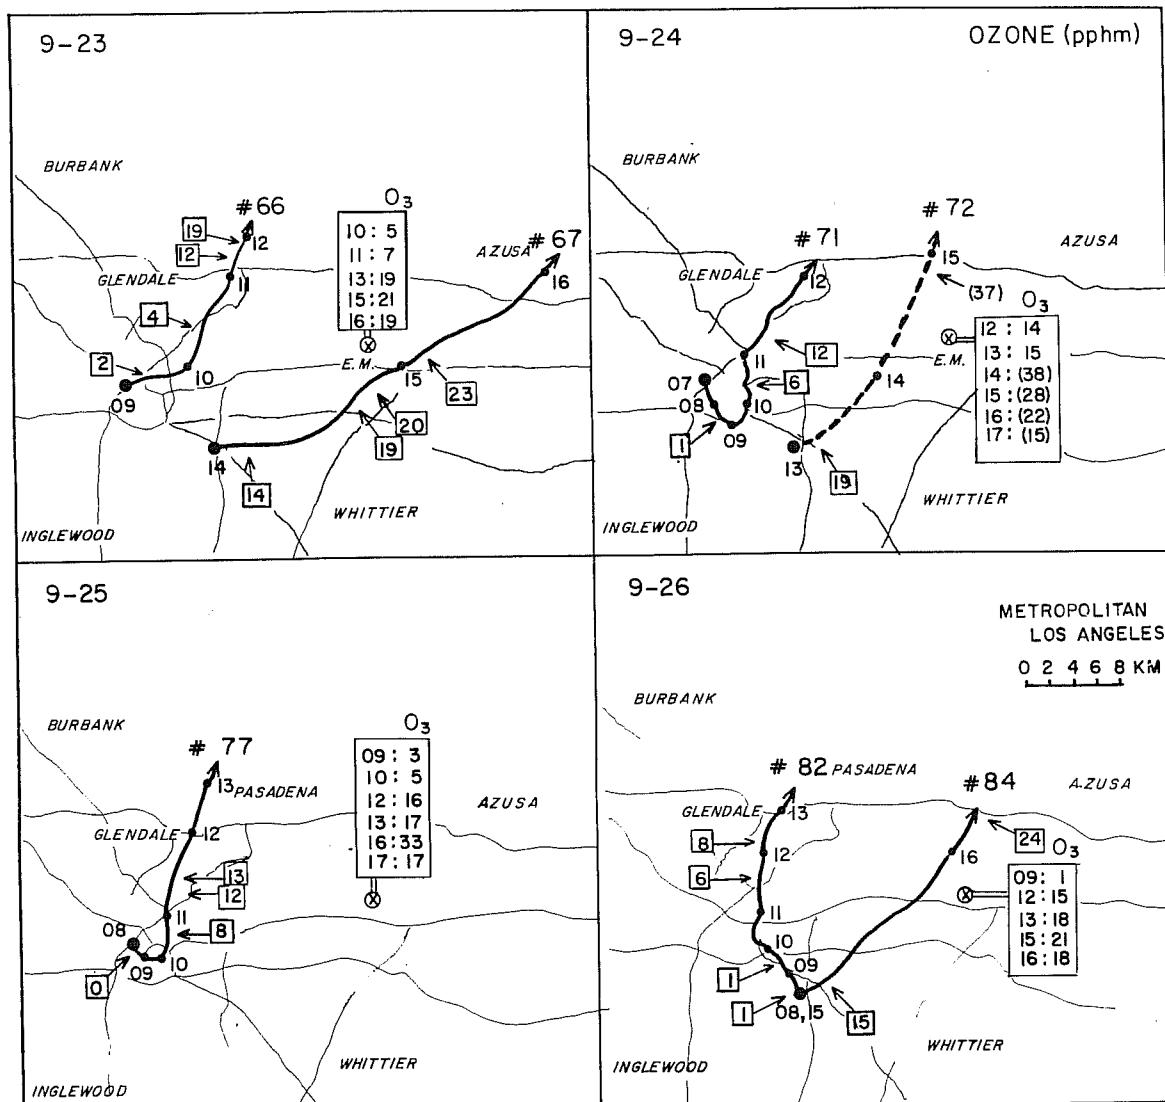 9-23
BURBANK
# 66
19
12
12
GLENDALE
11
4
2
10
09
O3
10 : 5
11 : 7
13 : 19
15 : 21
16 : 19
AZUSA
# 67
16
E.M.
15
23
20
19
14
14
WHITTIER
INGLEWOOD
9-24
OZONE (pphm)
BURBANK
# 72
# 71
15
AZUSA
GLENDALE
12
(37)
O3
12 : 14
13 : 15
14 : (38)
15 : (28)
16 : (22)
17 : (15)
11
12
E.M.
07
6
14
08
10
1
09
13
19
WHITTIER
INGLEWOOD
9-25
BURBANK
# 77
13
PASADENA
O3
09 : 3
10 : 5
12 : 16
13 : 17
16 : 33
17 : 17
AZUSA
GLENDALE
12
13
12
11
8
08
09
10
0
WHITTIER
INGLEWOOD
9-26
METROPOLITAN
LOS ANGELES
0 2 4 6 8 KM
BURBANK
# 82
PASADENA
# 84
AZUSA
GLENDALE
13
24
8
12
16
O3
09 : 1
12 : 15
13 : 18
15 : 21
16 : 18
6
11
10
1
09
1
08,15
15
WHITTIER
INGLEWOOD